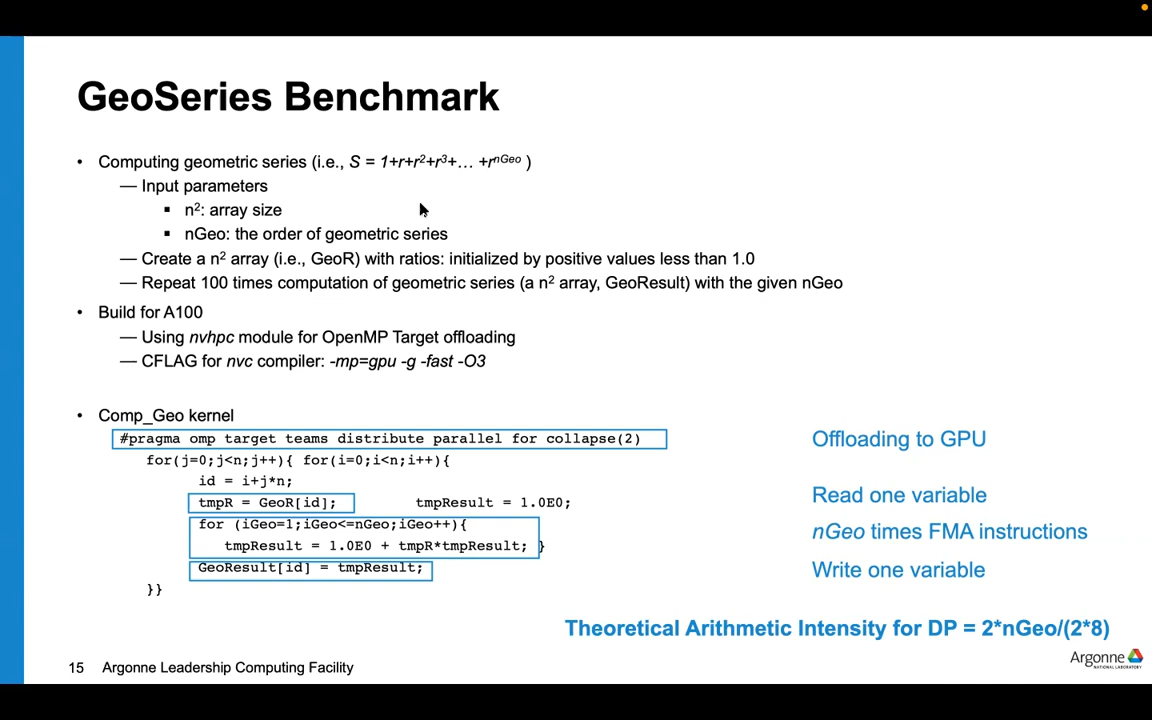 GeoSeries Benchmark
• Computing geometric series (i.e., S = 1+r+r²+r³+… +rⁿᴳᵉᵒ )
— Input parameters
▪ n²: array size
▪ nGeo: the order of geometric series
— Create a n² array (i.e., GeoR) with ratios: initialized by positive values less than 1.0
— Repeat 100 times computation of geometric series (a n² array, GeoResult) with the given nGeo
• Build for A100
— Using nvhpc module for OpenMP Target offloading
— CFLAG for nvc compiler: -mp=gpu -g -fast -O3
• Comp_Geo kernel
#pragma omp target teams distribute parallel for collapse(2) Offloading to GPU
for(j=0;j<n;j++){ for(i=0;i<n;i++){
id = i+j*n;
tmpR = GeoR[id]; tmpResult = 1.0E0; Read one variable
for (iGeo=1;iGeo<=nGeo;iGeo++){ nGeo times FMA instructions
tmpResult = 1.0E0 + tmpR*tmpResult; }
GeoResult[id] = tmpResult; Write one variable
}}
Theoretical Arithmetic Intensity for DP = 2*nGeo/(2*8)
15 Argonne Leadership Computing Facility
Argonne
NATIONAL LABORATORY